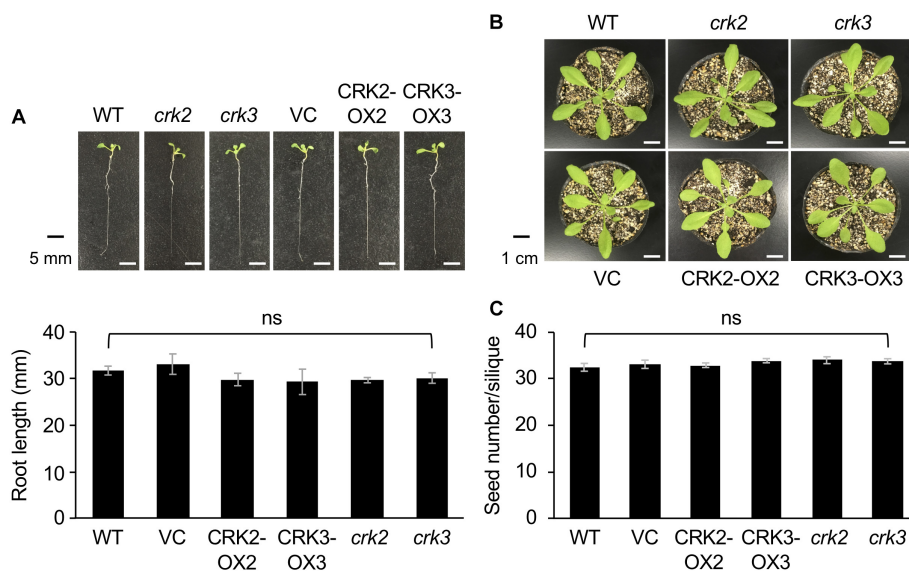 A
WT
crk2
crk3
VC
CRK2-
OX2
CRK3-
OX3
5 mm
ns
Root length (mm)
40
30
20
10
0
WT
VC
CRK2-
OX2
CRK3-
OX3
crk2
crk3
B
WT
crk2
crk3
1 cm
VC
CRK2-OX2
CRK3-OX3
C
ns
Seed number/silique
40
30
20
10
0
WT
VC
CRK2-
OX2
CRK3-
OX3
crk2
crk3